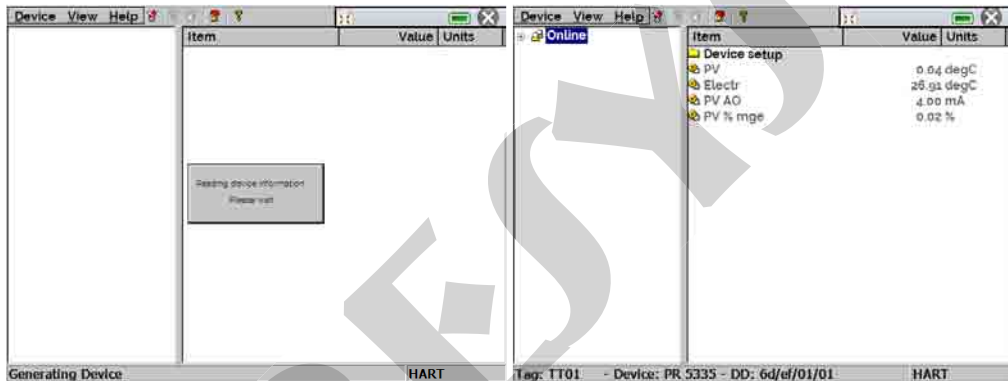 Device View Help
Item Value Units
Reading device information
Please wait
Generating Device HART
Device View Help
Online
Item Value Units
Device setup
PV 0.04 degC
Electr 26.91 degC
PV AO 4.00 mA
PV % rnge 0.02 %
Tag: TT01 - Device: PR 5335 - DD: 6d/ef/01/01 HART